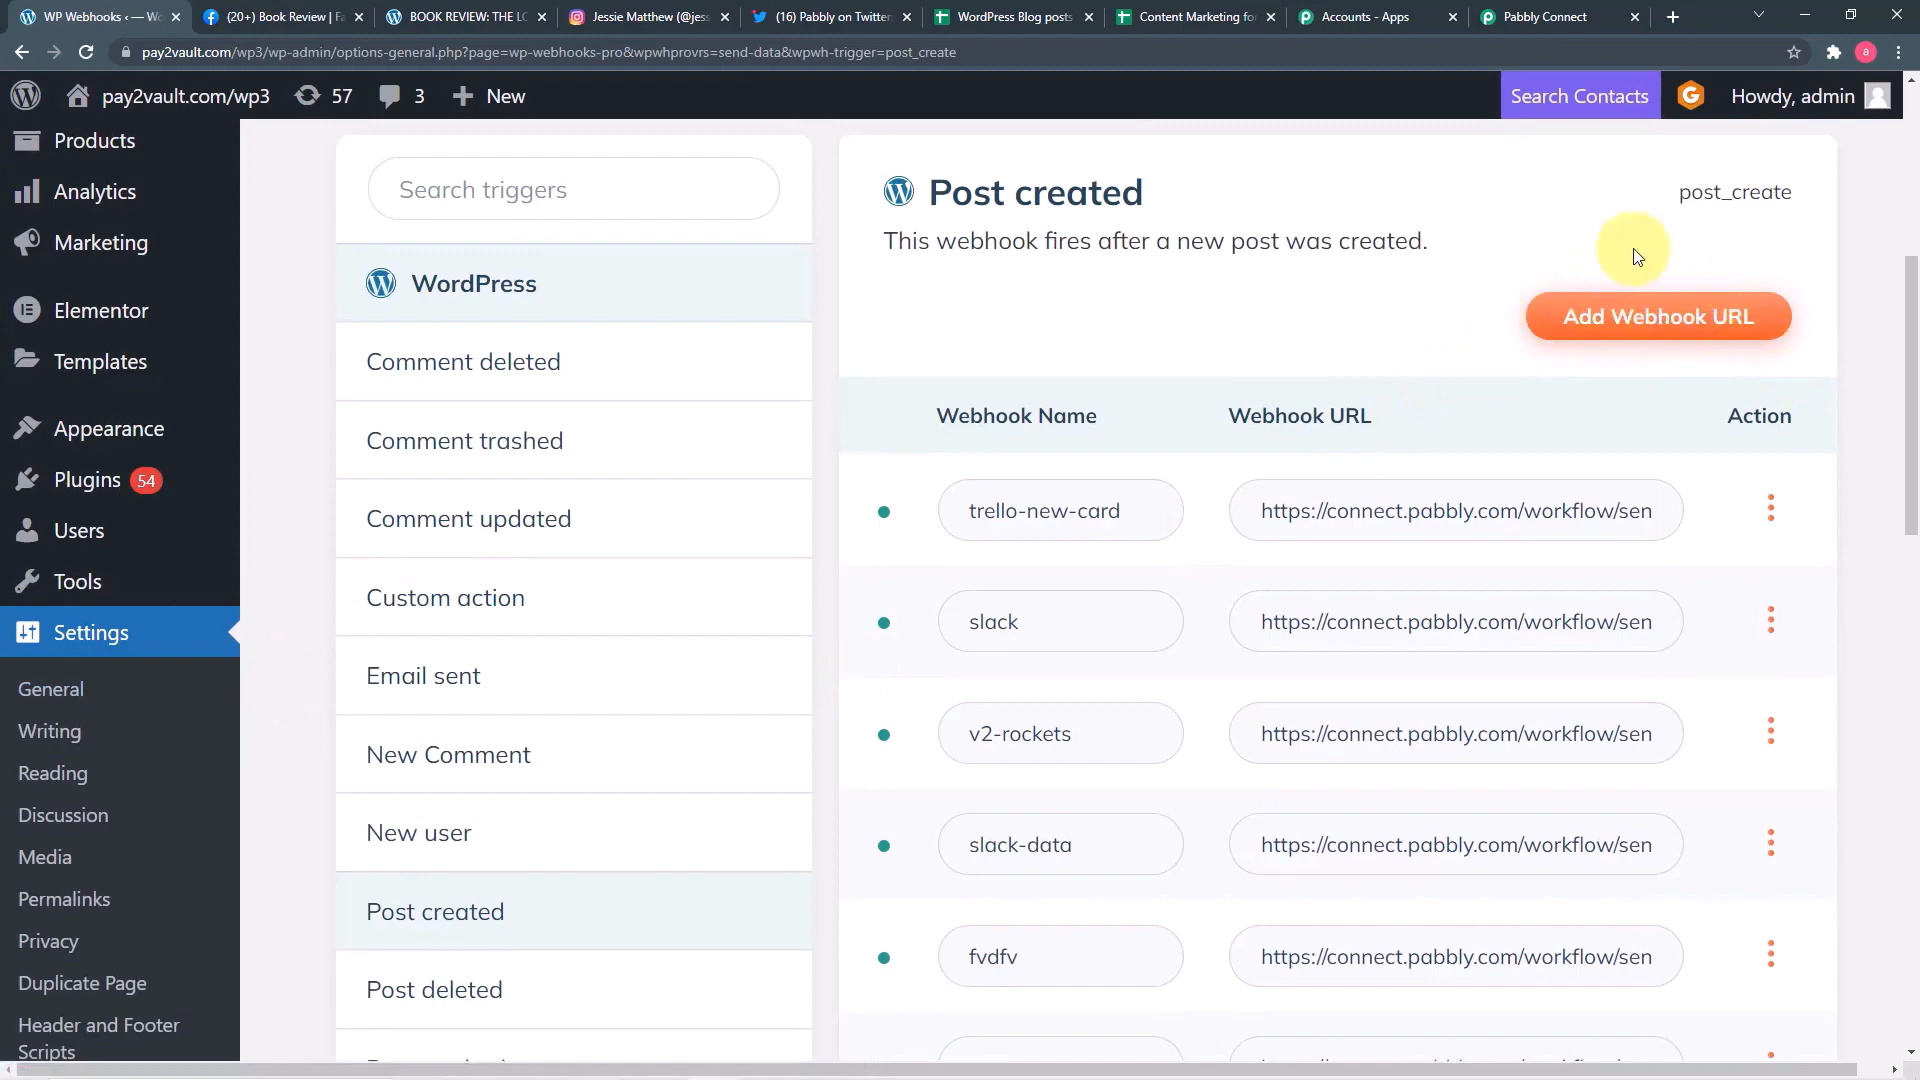 WP Webhooks ‹ — Wo
(20+) Book Review | Fa
BOOK REVIEW: THE LO
Jessie Matthew (@jess
(16) Pabbly on Twitter
WordPress Blog posts
Content Marketing for
Accounts - Apps
Pabbly Connect
pay2vault.com/wp3/wp-admin/options-general.php?page=wp-webhooks-pro&wpwhprovrs=send-data&wpwh-trigger=post_create
a
pay2vault.com/wp3
57
3
New
Search Contacts
Howdy, admin
Products
Analytics
Marketing
Elementor
Templates
Appearance
Plugins 54
Users
Tools
Settings
General
Writing
Reading
Discussion
Media
Permalinks
Privacy
Duplicate Page
Header and Footer
Scripts
Search triggers
WordPress
Comment deleted
Comment trashed
Comment updated
Custom action
Email sent
New Comment
New user
Post created
Post deleted
Post created
post_create
This webhook fires after a new post was created.
Add Webhook URL
Webhook Name Webhook URL Action
trello-new-card https://connect.pabbly.com/workflow/sen
slack https://connect.pabbly.com/workflow/sen
v2-rockets https://connect.pabbly.com/workflow/sen
slack-data https://connect.pabbly.com/workflow/sen
fvdfv https://connect.pabbly.com/workflow/sen